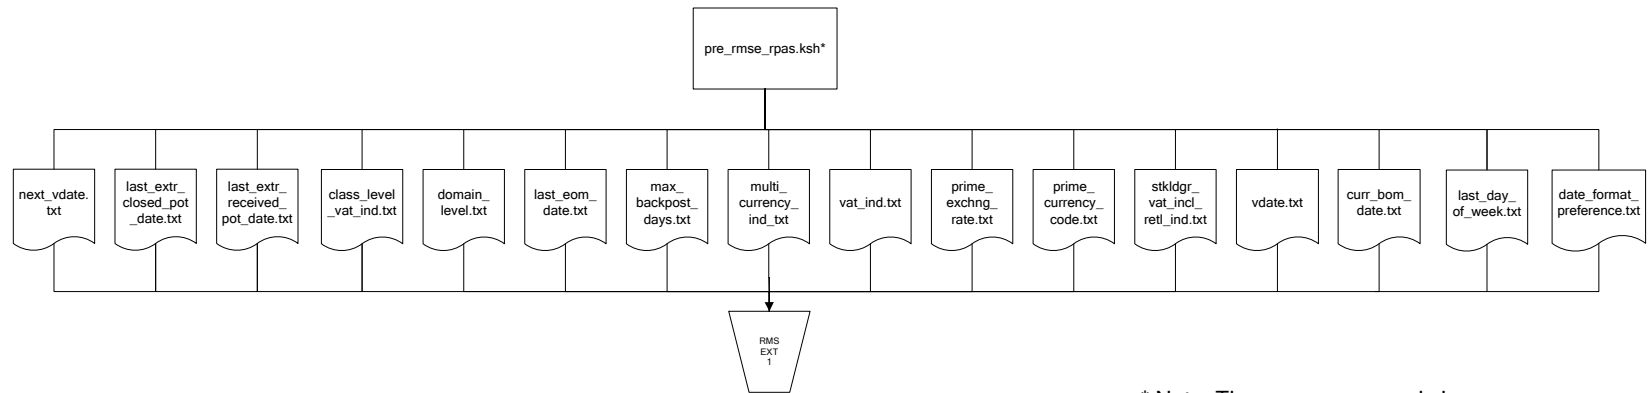 pre_rmse_rpas.ksh*
next_vdate.
txt
last_extr_
closed_pot
_date.txt
last_extr_
received_
pot_date.txt
class_level
_vat_ind.txt
domain_
level.txt
last_eom_
date.txt
max_
backpost_
days.txt
multi_
currency_
ind_txt
vat_ind.txt
prime_
exchng_
rate.txt
prime_
currency_
code.txt
stkldgr_
vat_incl_
retl_ind.txt
vdate.txt
curr_bom_
date.txt
last_day_
of_week.txt
date_format_
preference.txt
RMS
EXT
1
* Note: The